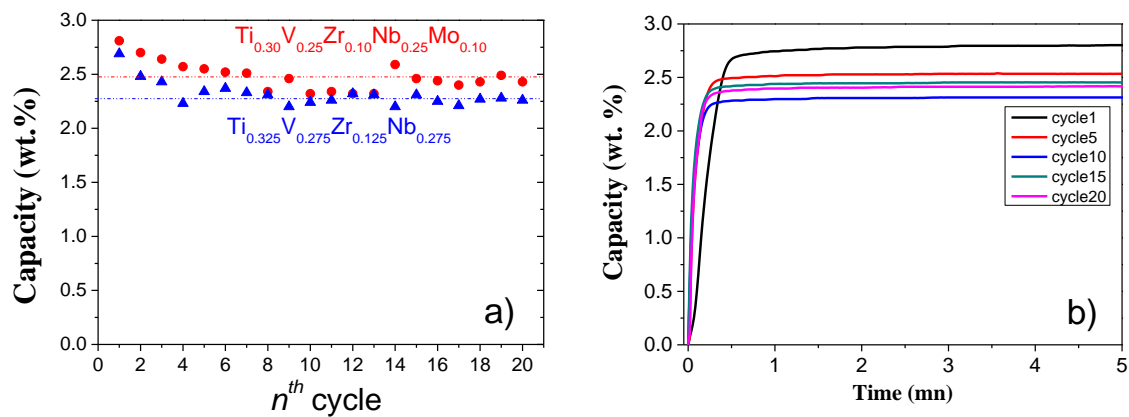 3.0
2.5
2.0
1.5
1.0
0.5
0.0
Capacity (wt.%)
Ti0.30V0.25Zr0.10Nb0.25Mo0.10
Ti0.325V0.275Zr0.125Nb0.275
a)
0 2 4 6 8 10 12 14 16 18 20
nth cycle
3.0
2.5
2.0
1.5
1.0
0.5
0.0
Capacity (wt. %)
cycle1
cycle5
cycle10
cycle15
cycle20
b)
0 1 2 3 4 5
Time (mn)